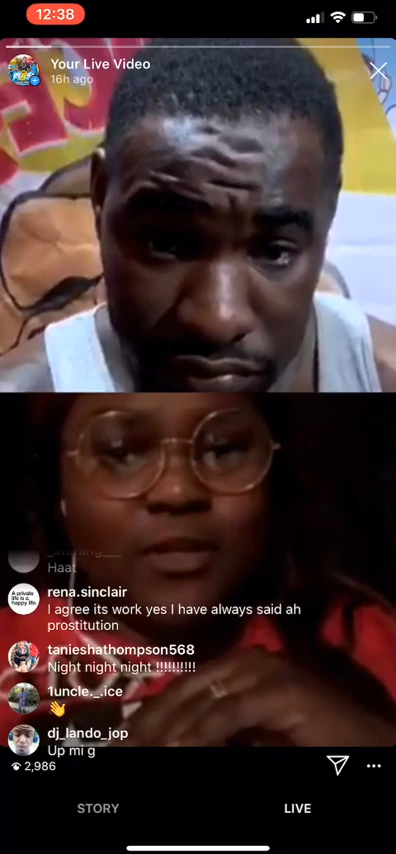 12:38
Your Live Video
16h ago
Haat
rena.sinclair
I agree its work yes I have always said ah
prostitution
tanieshathompson568
Night night night !!!!!!!!!!
1uncle._.ice
👋
dj_lando_jop
Up mi g
2,986
STORY
LIVE